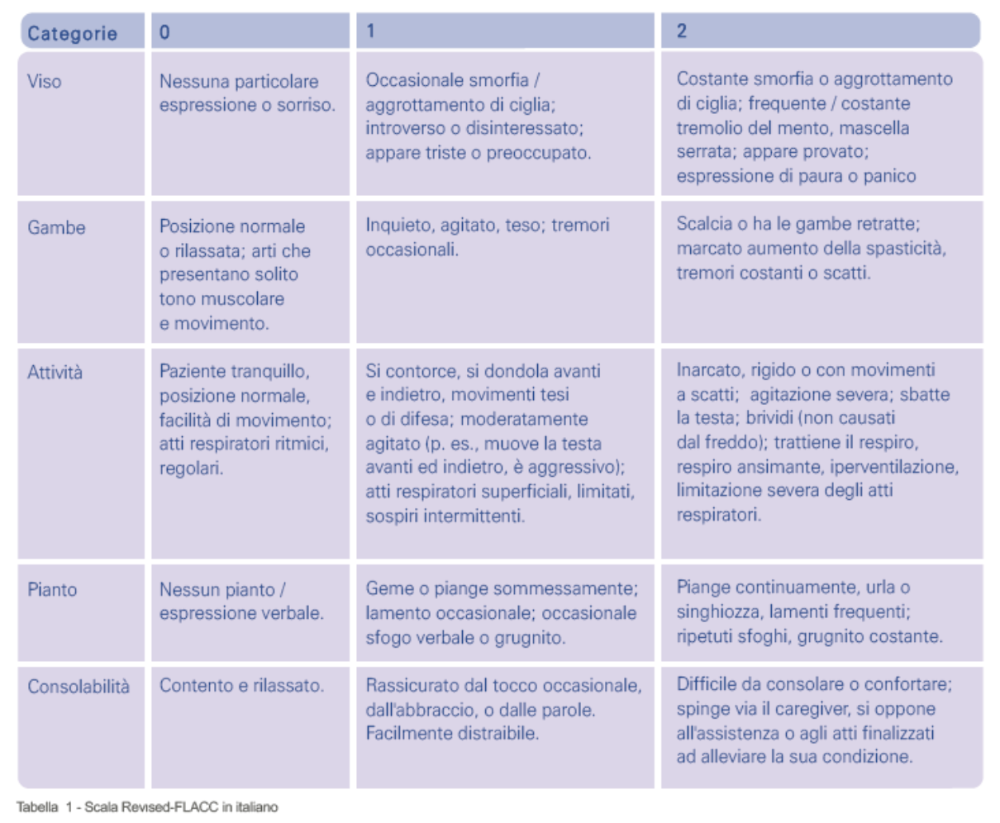 Categorie 0 1 2
Viso
Nessuna particolare
espressione o sorriso.
Occasionale smorfia /
aggrottamento di ciglia;
introverso o disinteressato;
appare triste o preoccupato.
Costante smorfia o aggrottamento
di ciglia; frequente / costante
tremolio del mento, mascella
serrata; appare provato;
espressione di paura o panico
Gambe
Posizione normale
o rilassata; arti che
presentano solito
tono muscolare
e movimento.
Inquieto, agitato, teso; tremori
occasionali.
Scalcia o ha le gambe retratte;
marcato aumento della spasticità,
tremori costanti o scatti.
Attività
Paziente tranquillo,
posizione normale,
facilità di movimento;
atti respiratori ritmici,
regolari.
Si contorce, si dondola avanti
e indietro, movimenti tesi
o di difesa; moderatamente
agitato (p. es., muove la testa
avanti ed indietro, è aggressivo);
atti respiratori superficiali, limitati,
sospiri intermittenti.
Inarcato, rigido o con movimenti
a scatti; agitazione severa; sbatte
la testa; brividi (non causati
dal freddo); trattiene il respiro,
respiro ansimante, iperventilazione,
limitazione severa degli atti
respiratori.
Pianto
Nessun pianto /
espressione verbale.
Geme o piange sommessamente;
lamento occasionale; occasionale
sfogo verbale o grugnito.
Piange continuamente, urla o
singhiozza, lamenti frequenti;
ripetuti sfoghi, grugnito costante.
Consolabilità
Contento e rilassato.
Rassicurato dal tocco occasionale,
dall'abbraccio, o dalle parole.
Facilmente distraibile.
Difficile da consolare o confortare;
spinge via il caregiver, si oppone
all'assistenza o agli atti finalizzati
ad alleviare la sua condizione.
Tabella 1 - Scala Revised-FLACC in italiano